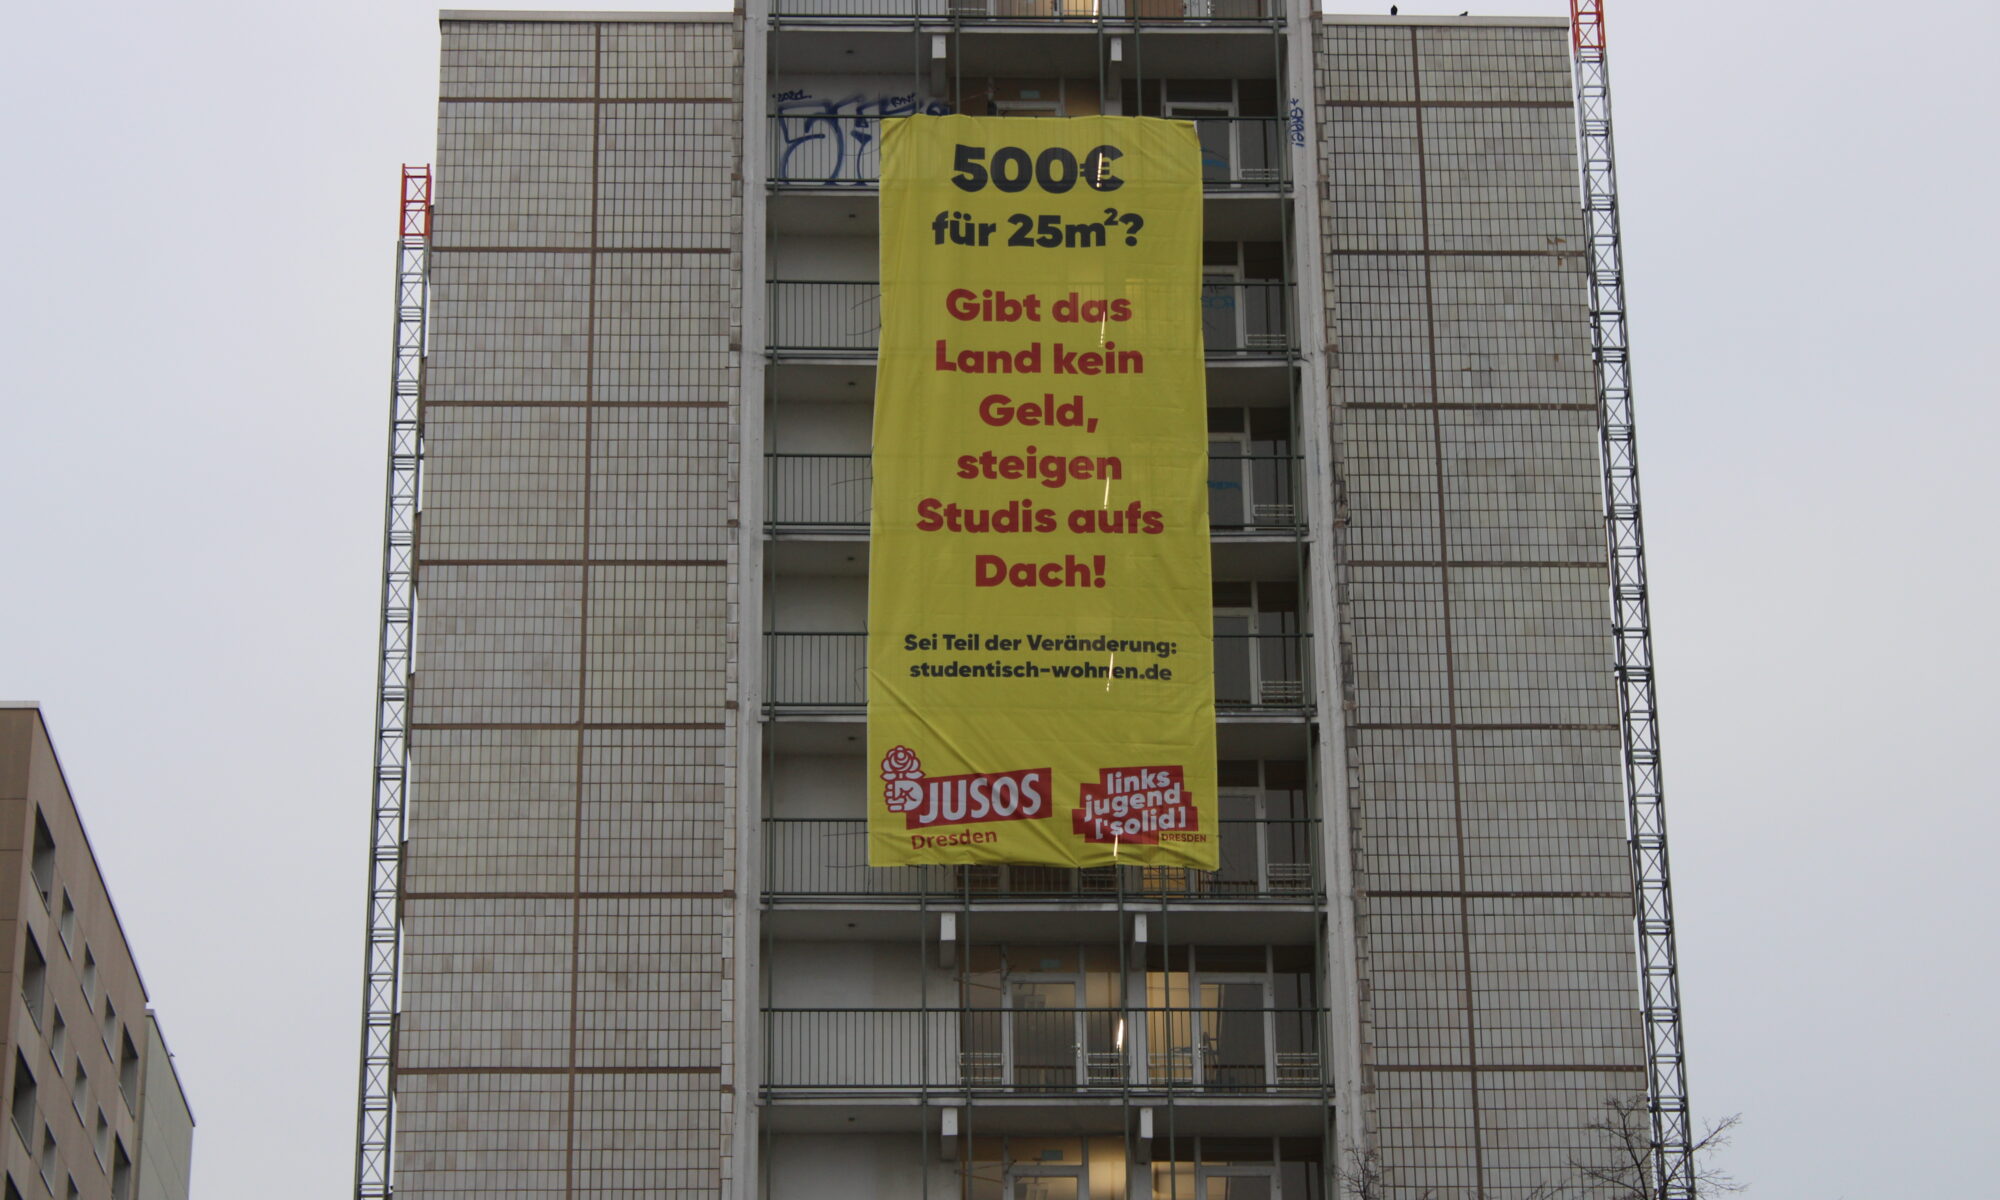 500€
für 25m²?
Gibt das
Land kein
Geld,
steigen
Studis aufs
Dach!
Sei Teil der Veränderung:
studentisch-wohnen.de
JUSOS
Dresden
links
jugend
['solid]
DRESDEN